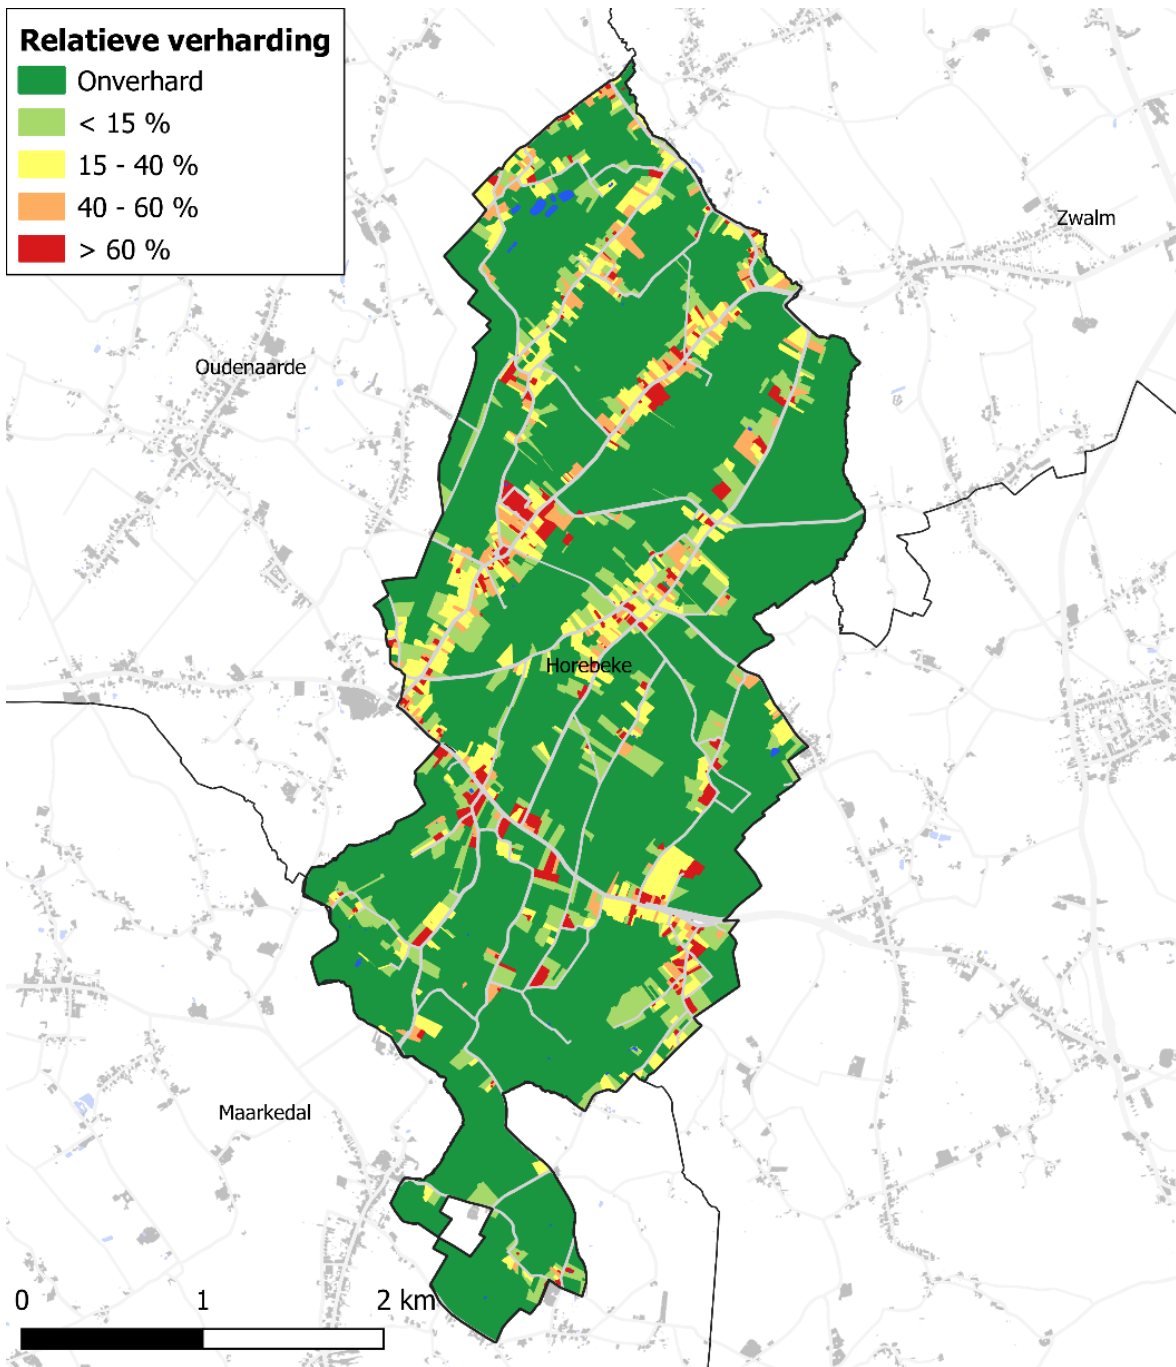 Relatieve verharding
Onverhard
< 15 %
15 - 40 %
40 - 60 %
> 60 %
Zwalm
Oudenaarde
Horebeke
Maarkedal
0 1 2 km